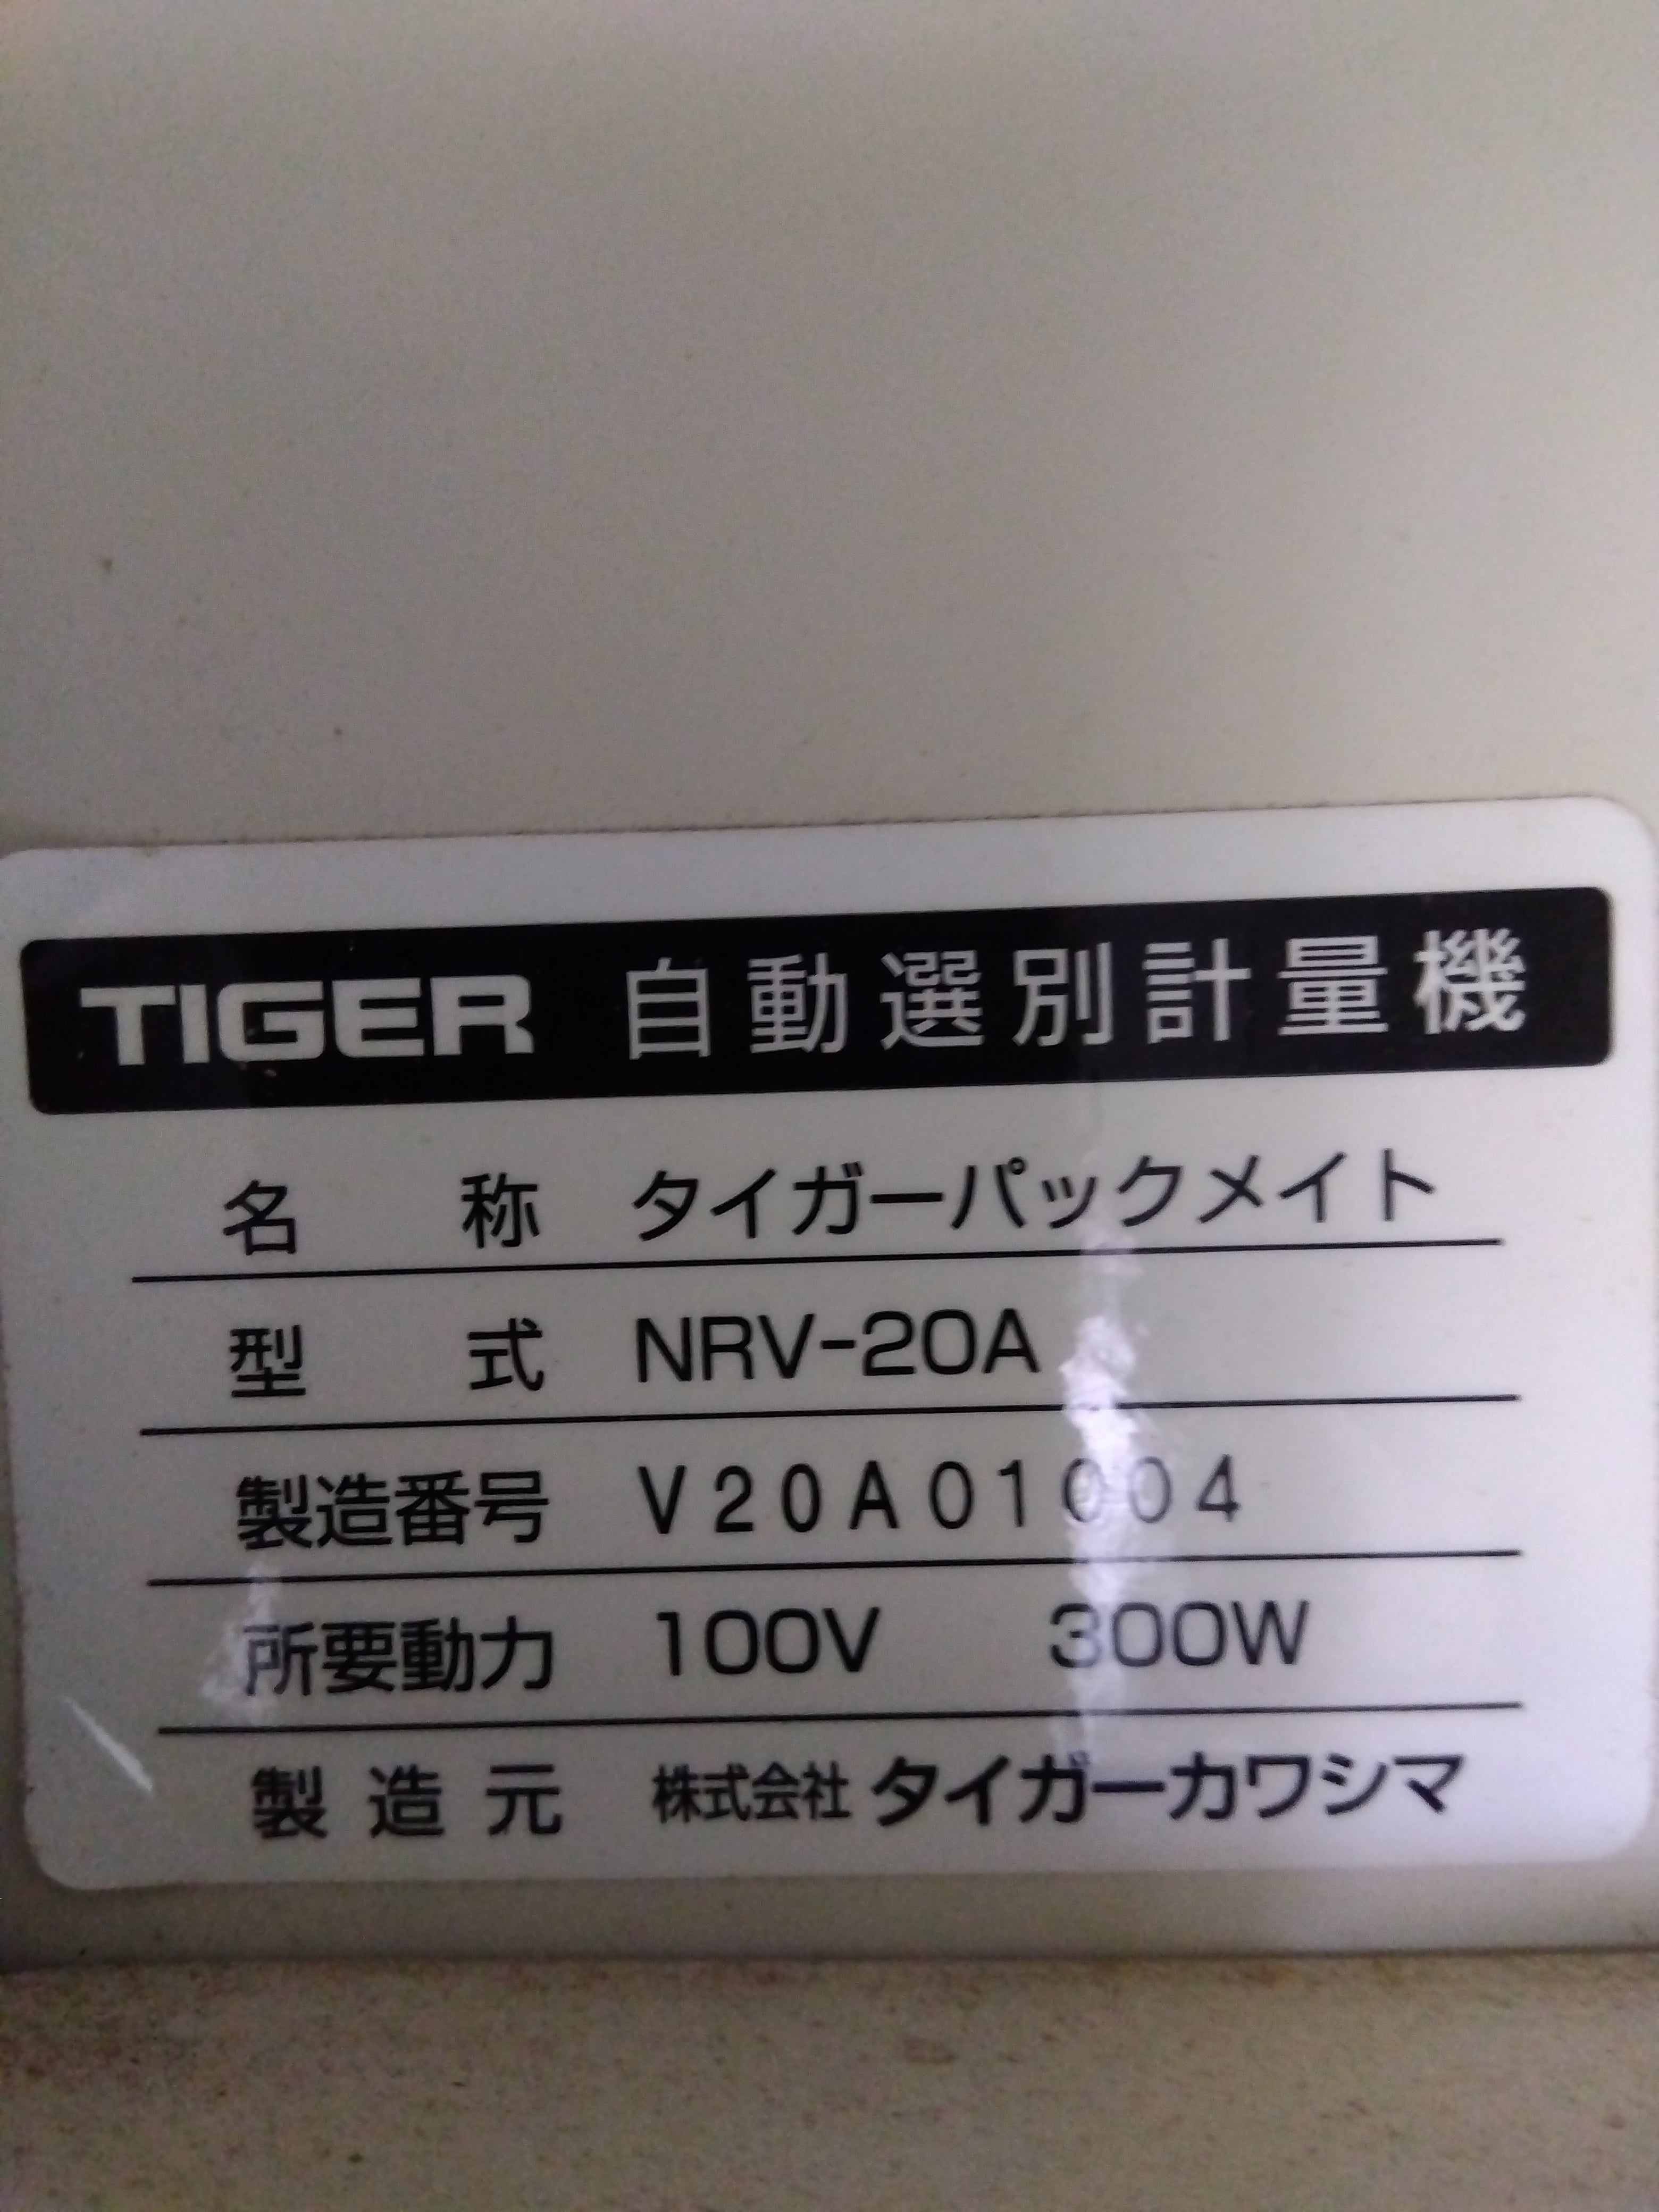 TIGER 自動選別計量機
名称 タイガーパックメイト
型式 NRV-20A
製造番号 V20A01004
所要動力 100V 300W
製造元 株式会社 タイガーカワシマ